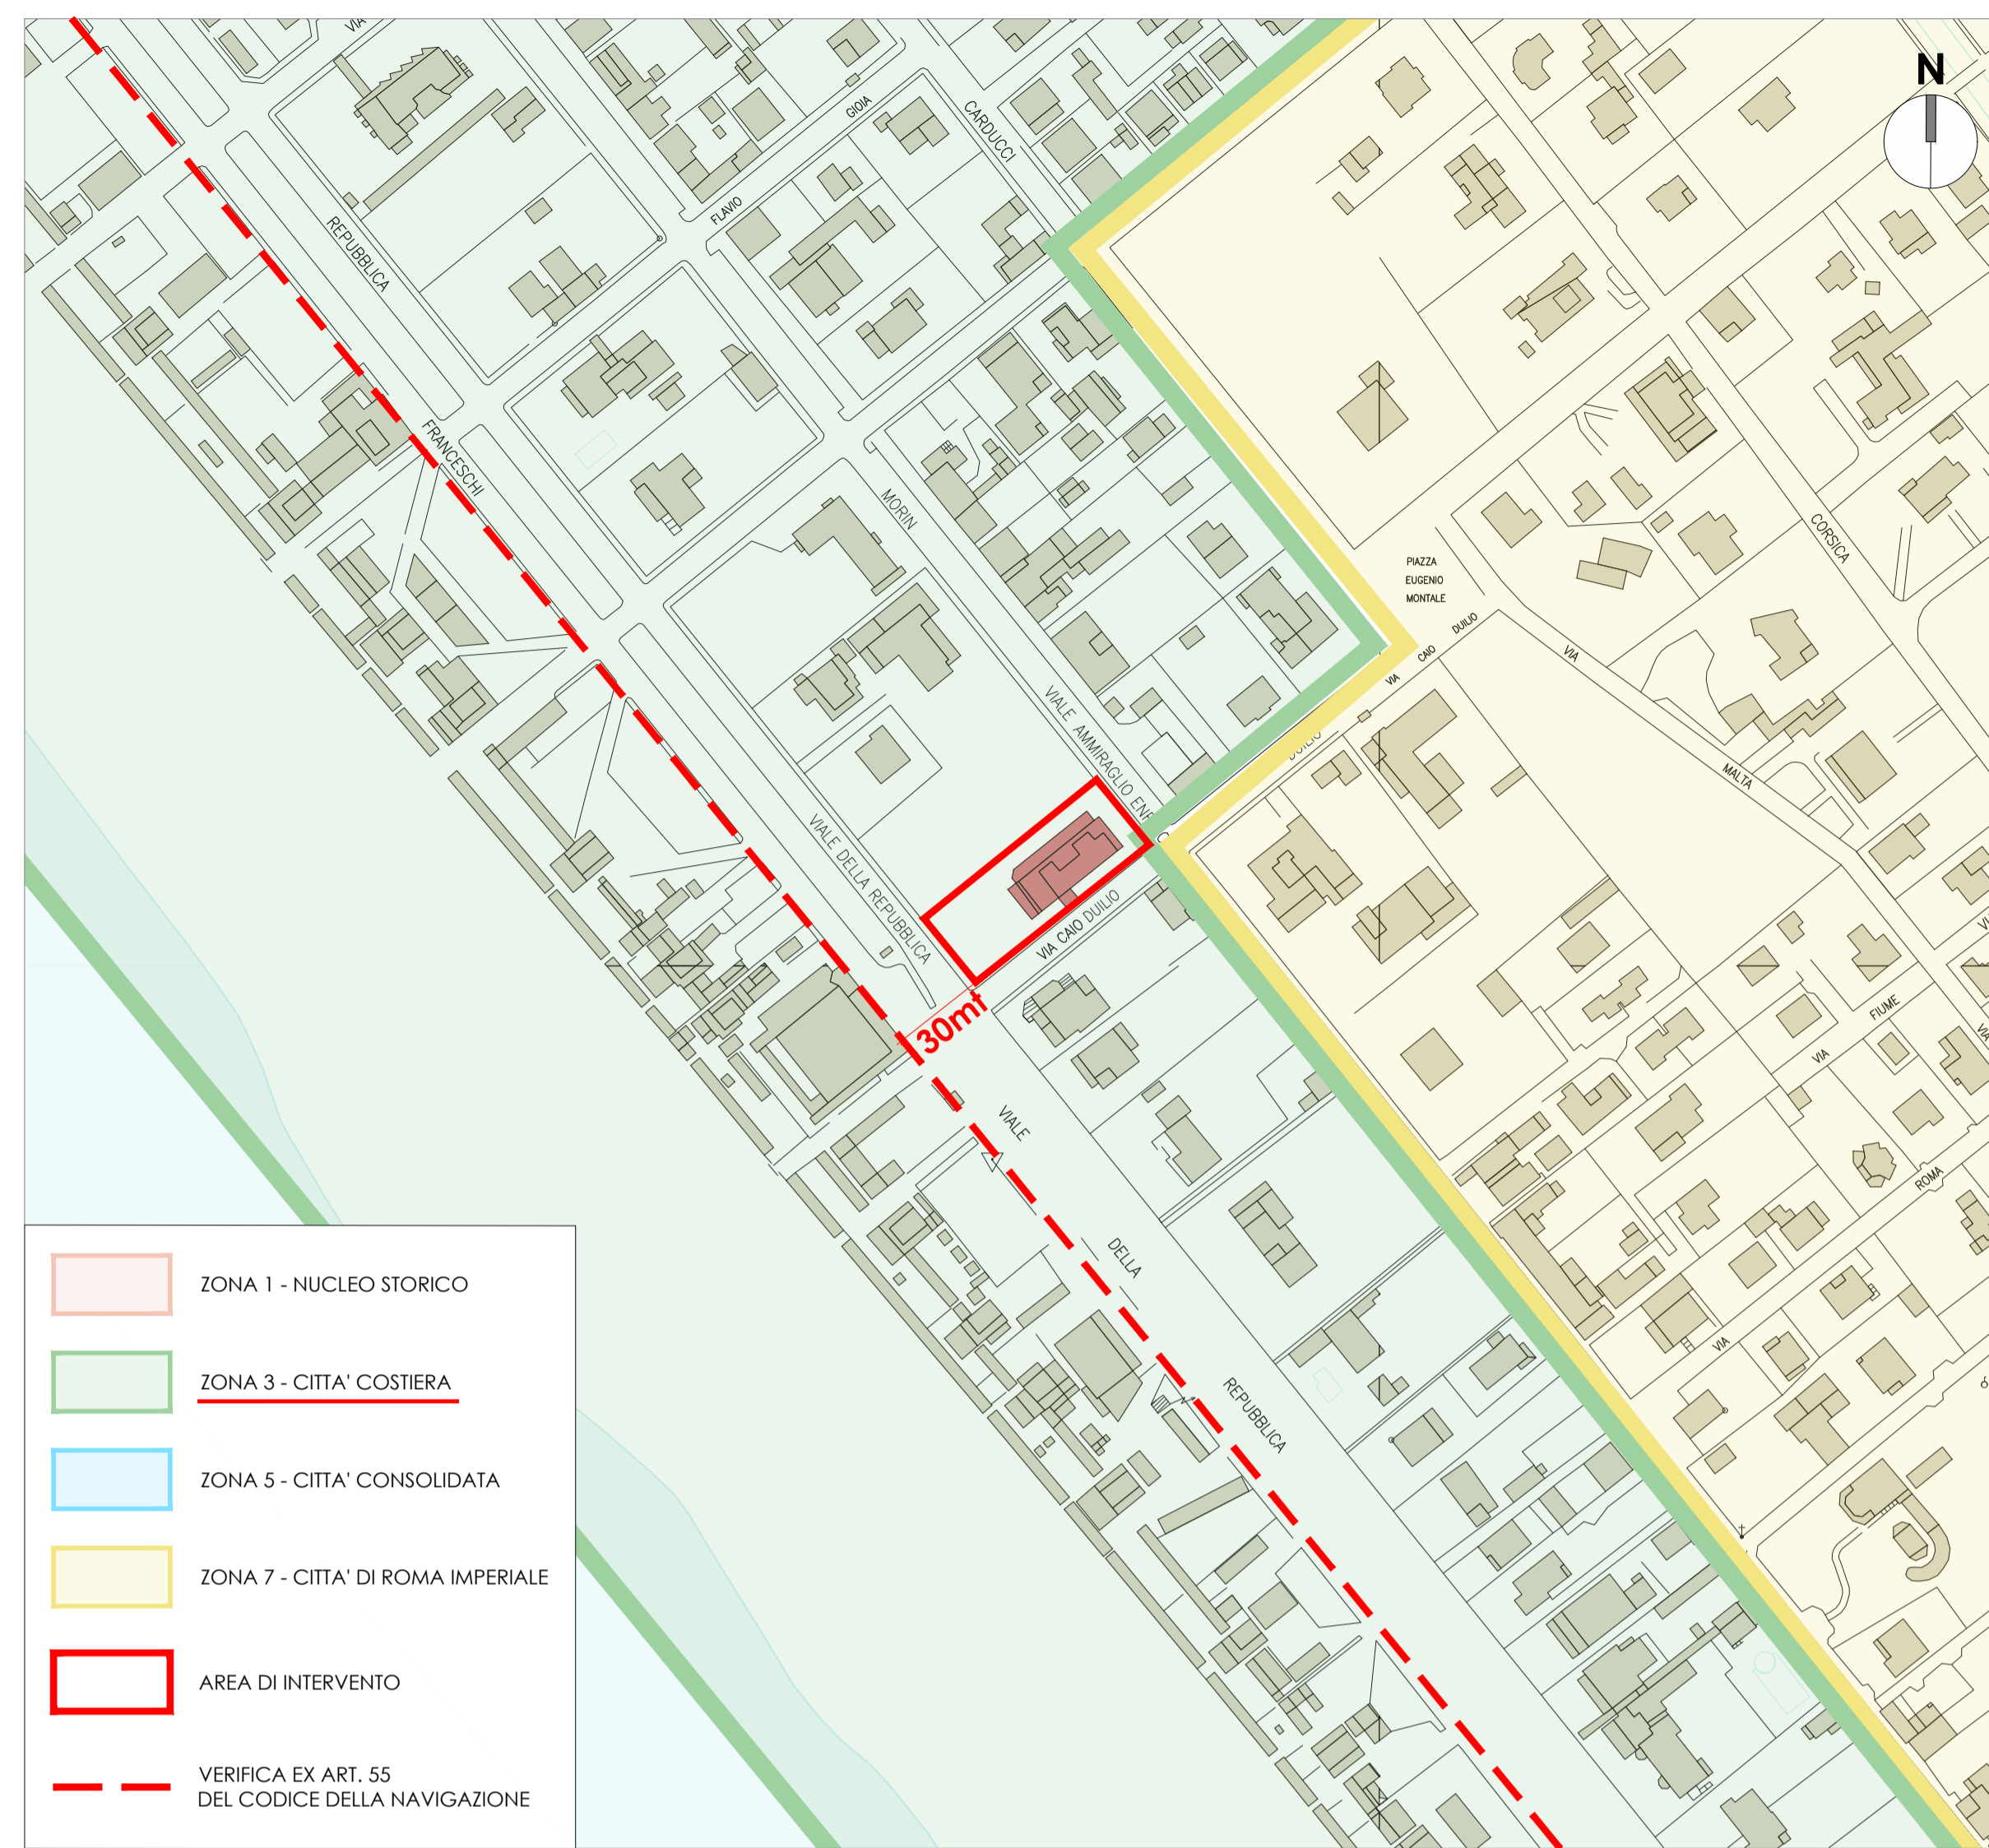 VIA
N
GIOIA
CARDUCCI
FLAVIO
REPUBBLICA
FRANCESCHI
MORIN
CORSICA
PIAZZA
EUGENIO
MONTALE
VIA CAIO DUILIO
VIA
MALTA
VIALE AMMIRAGLIO
VIALE DELLA REPUBBLICA
VIA CAIO DUILIO
30mt
VIALE
DELLA
REPUBBLICA
VIA
FIUME
VIA
ROMA
ZONA 1 - NUCLEO STORICO
ZONA 3 - CITTA' COSTIERA
ZONA 5 - CITTA' CONSOLIDATA
ZONA 7 - CITTA' DI ROMA IMPERIALE
AREA DI INTERVENTO
VERIFICA EX ART. 55
DEL CODICE DELLA NAVIGAZIONE